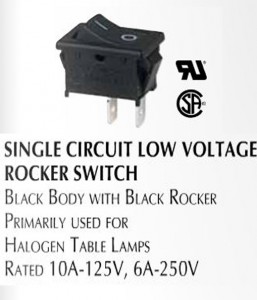 SINGLE CIRCUIT LOW VOLTAGE
ROCKER SWITCH
BLACK BODY WITH BLACK ROCKER
PRIMARILY USED FOR
HALOGEN TABLE LAMPS
RATED 10A-125V, 6A-250V